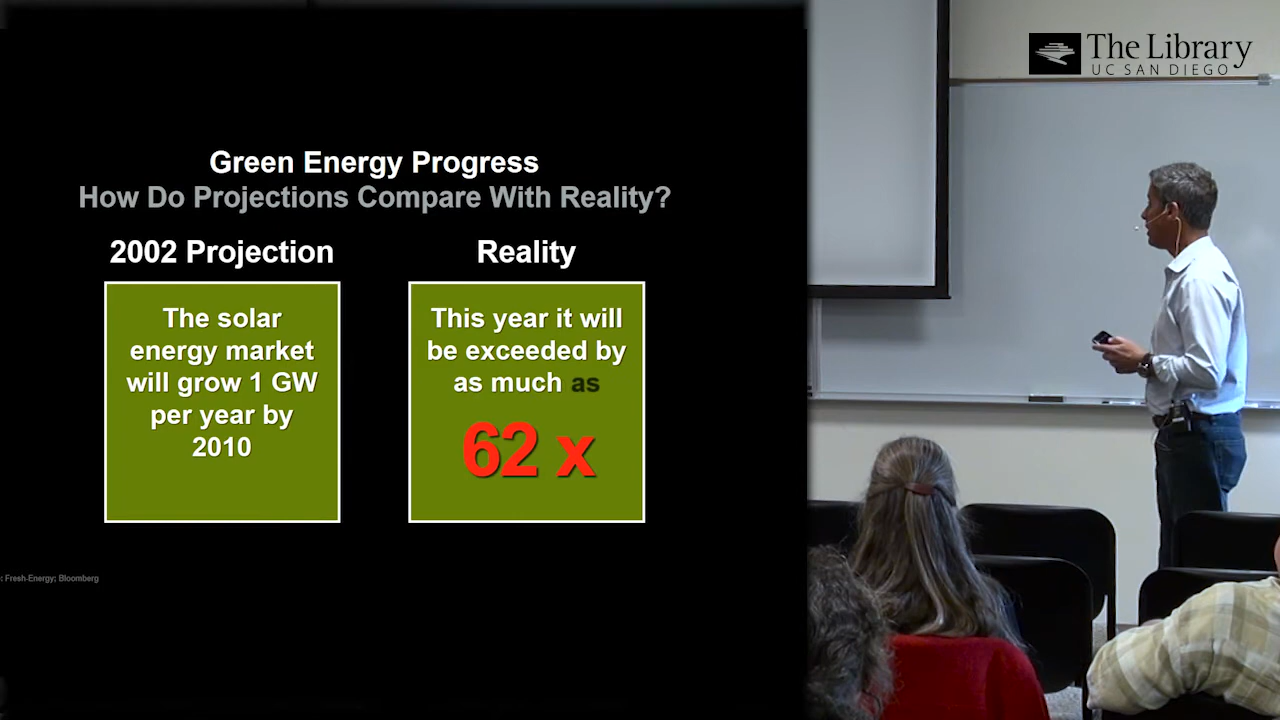 The Library
UC SAN DIEGO
Green Energy Progress
How Do Projections Compare With Reality?
2002 Projection
The solar
energy market
will grow 1 GW
per year by
2010
Reality
This year it will
be exceeded by
as much as
62 x
: Fresh-Energy; Bloomberg